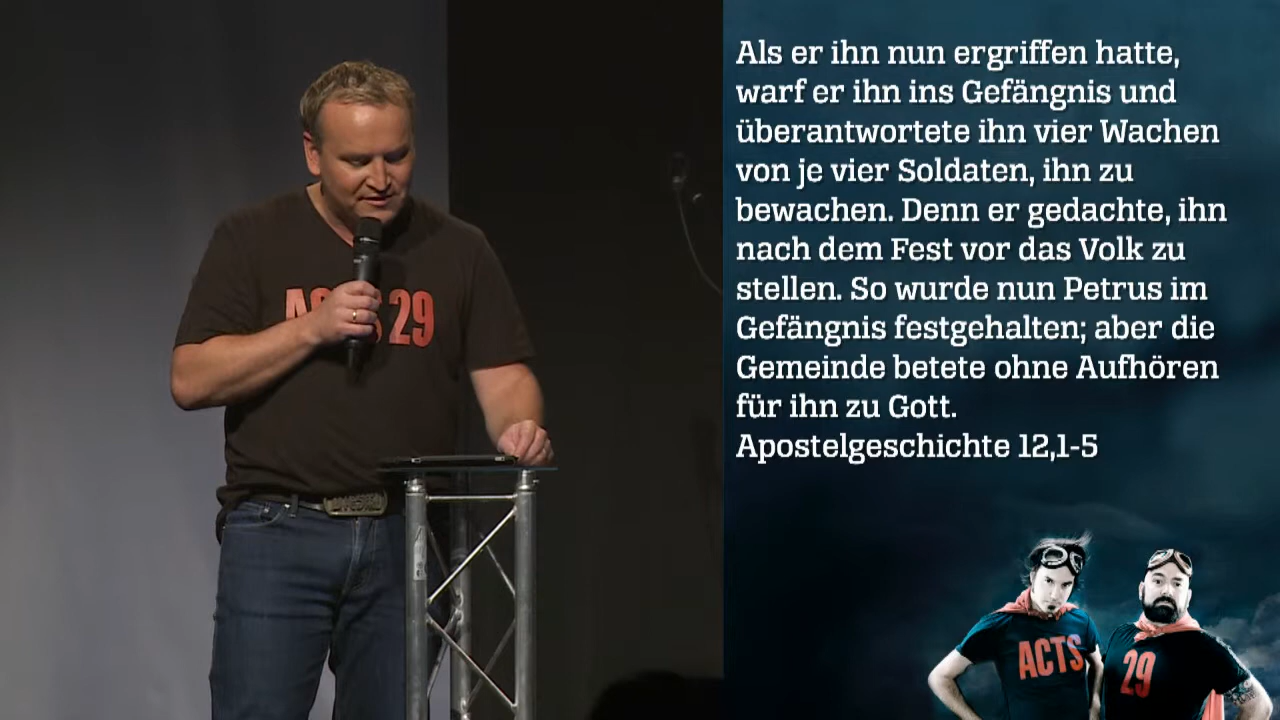 Als er ihn nun ergriffen hatte,
warf er ihn ins Gefängnis und
überantwortete ihn vier Wachen
von je vier Soldaten, ihn zu
bewachen. Denn er gedachte, ihn
nach dem Fest vor das Volk zu
stellen. So wurde nun Petrus im
Gefängnis festgehalten; aber die
Gemeinde betete ohne Aufhören
für ihn zu Gott.
Apostelgeschichte 12,1-5
29
ACTS
29